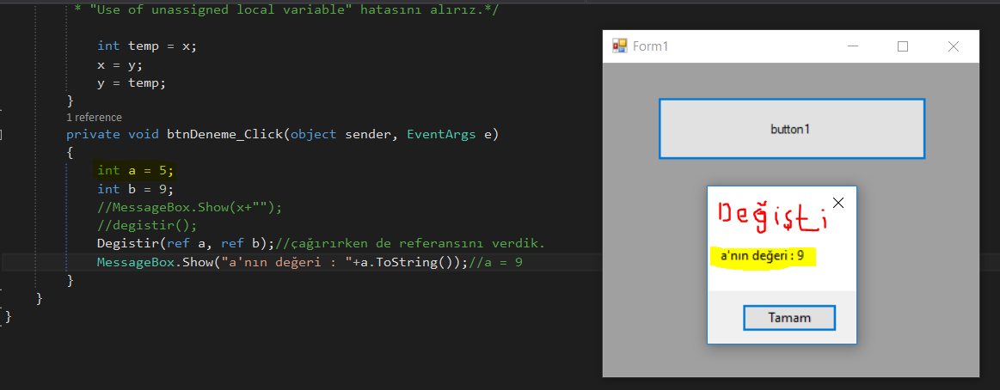 * "Use of unassigned local variable" hatasını alırız.*/
int temp = x;
x = y;
y = temp;
}
1 reference
private void btnDeneme_Click(object sender, EventArgs e)
{
int a = 5;
int b = 9;
//MessageBox.Show(x+"");
//degistir();
Degistir(ref a, ref b);//çağırırken de referansını verdik.
MessageBox.Show("a'nın değeri : "+a.ToString());//a = 9
}
}
}
Form1
button1
Değişti
a'nın değeri : 9
Tamam